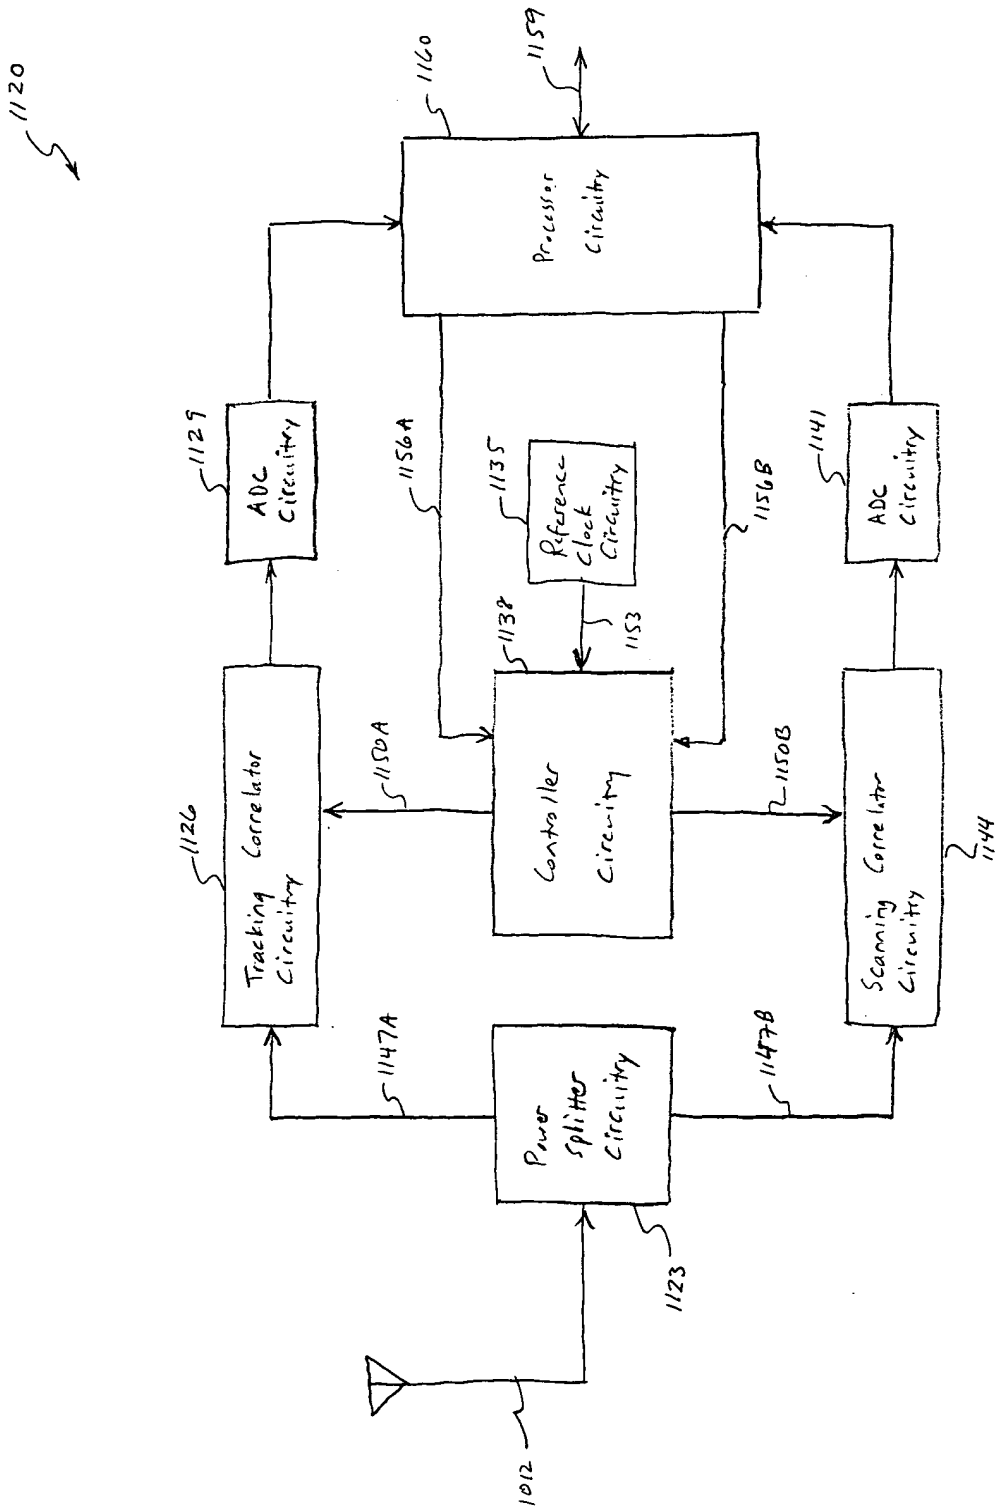 1120
1160
1159
Processor
Circuitry
1129
ADC
Circuitry
1156A
1135
Reference
Clock
Circuitry
1156B
1141
ADC
Circuitry
1153
1138
1126
Tracking Correlator
Circuitry
1150A
Controller
Circuitry
1150B
Scanning Correlator
Circuitry
1144
1147A
Power
Splitter
Circuitry
1147B
1123
1012